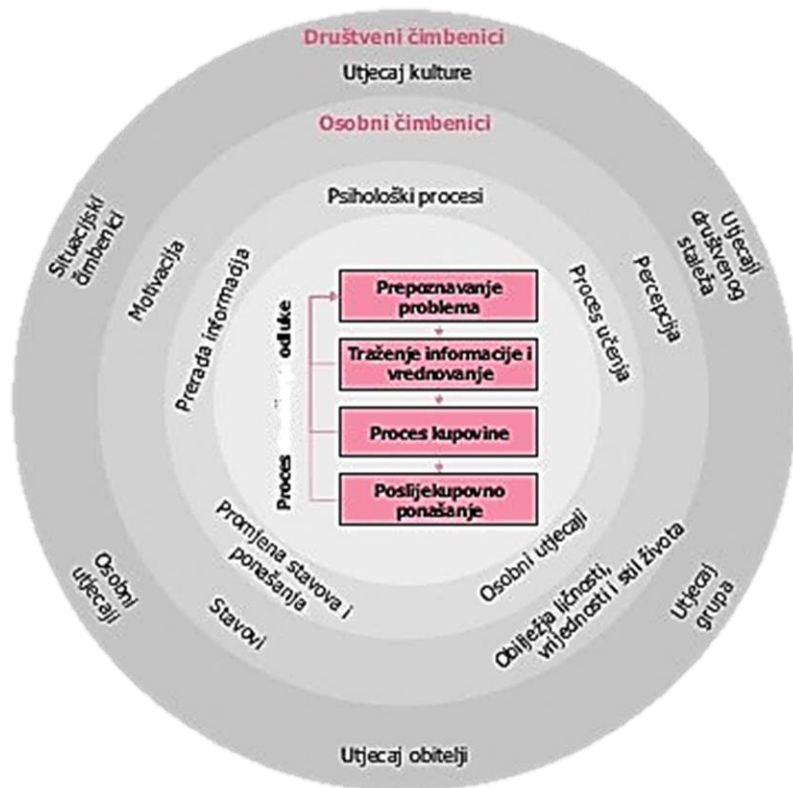 Društveni čimbenici
Utjecaj kulture
Osobni čimbenici
Psihološki procesi
Situacijski
čimbenici
Motivacija
Prerada informacija
Proces učenja
Percepcija
Utjecaji
društvenog
staleža
Proces
odluke
Prepoznavanje
problema
Traženje informacije i
vrednovanje
Proces kupovine
Poslijekupovno
ponašanje
Promjena stavova i
ponašanja
Osobni utjecaji
Stavovi
Obilježja ličnosti,
vrijednosti i stil života
Osobni
utjecaji
Utjecaj
grupa
Utjecaj obitelji